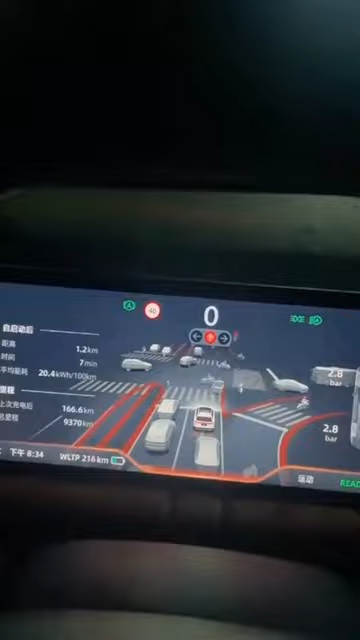 40
0
自启动后
距离 1.2km
时间 7min
平均能耗 20.4kWh/100km
里程
上次充电后 166.6km
总里程 9370km
下午 8:34 WLTP 216 km
2.8
bar
2.8
bar
运动 READ